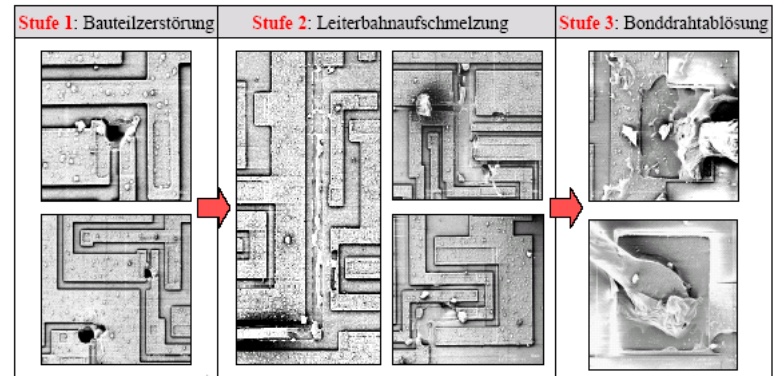 Stufe 1: Bauteilzerstörung
Stufe 2: Leiterbahnaufschmelzung
Stufe 3: Bonddrahtablösung